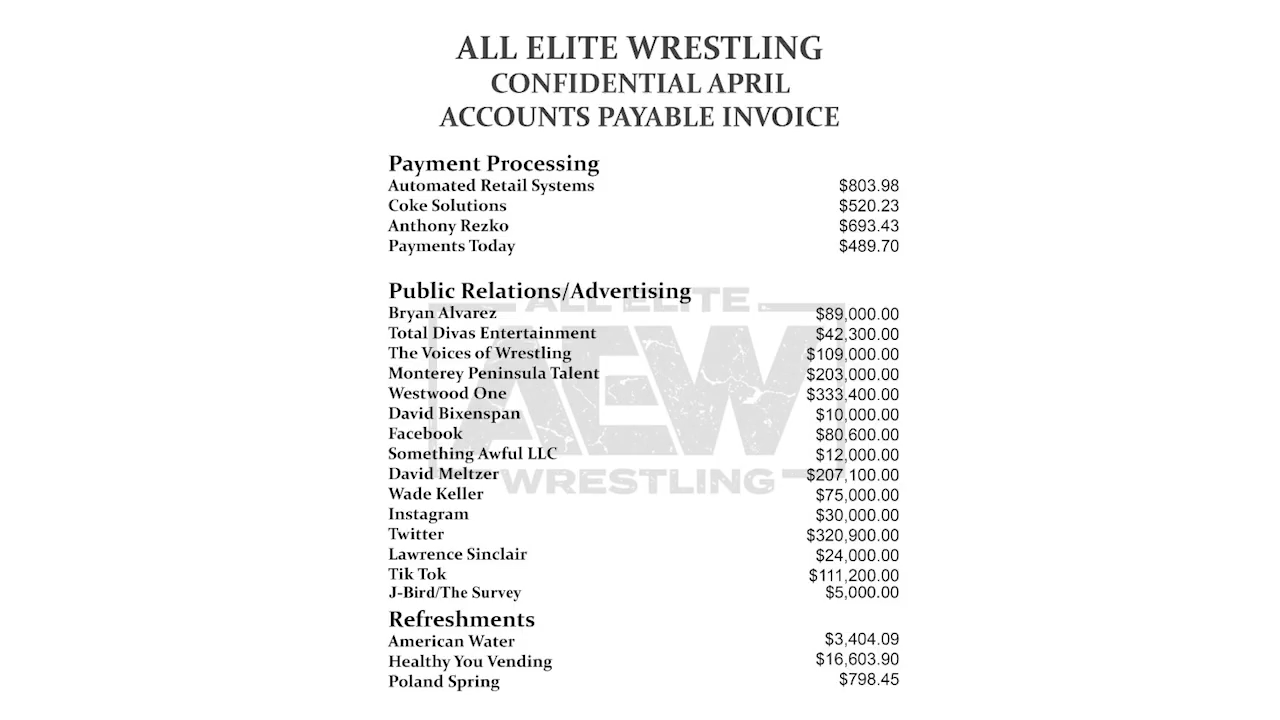 ALL ELITE WRESTLING
CONFIDENTIAL APRIL
ACCOUNTS PAYABLE INVOICE
Payment Processing
Automated Retail Systems $803.98
Coke Solutions $520.23
Anthony Rezko $693.43
Payments Today $489.70
Public Relations/Advertising
ALL ELITE
AEW
WRESTLING
Bryan Alvarez $89,000.00
Total Divas Entertainment $42,300.00
The Voices of Wrestling $109,000.00
Monterey Peninsula Talent $203,000.00
Westwood One $333,400.00
David Bixenspan $10,000.00
Facebook $80,600.00
Something Awful LLC $12,000.00
David Meltzer $207,100.00
Wade Keller $75,000.00
Instagram $30,000.00
Twitter $320,900.00
Lawrence Sinclair $24,000.00
Tik Tok $111,200.00
J-Bird/The Survey $5,000.00
Refreshments
American Water $3,404.09
Healthy You Vending $16,603.90
Poland Spring $798.45